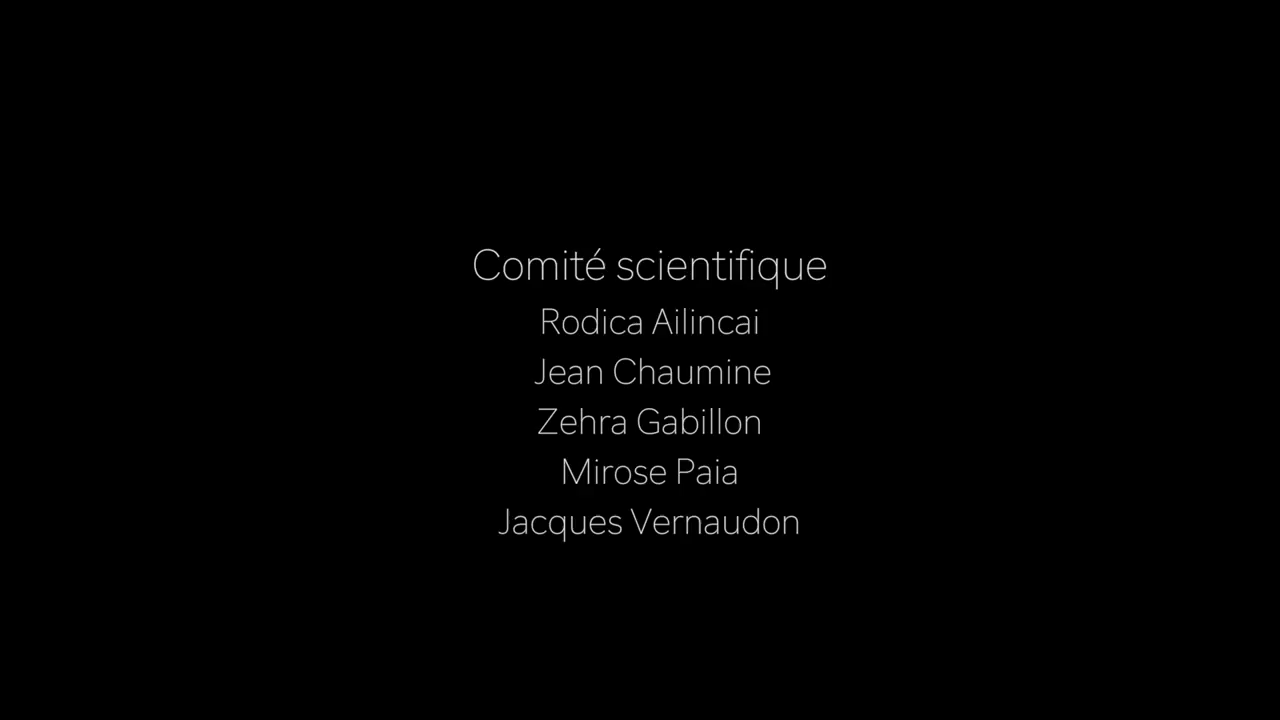 Comité scientifique
Rodica Ailincai
Jean Chaumine
Zehra Gabillon
Mirose Paia
Jacques Vernaudon